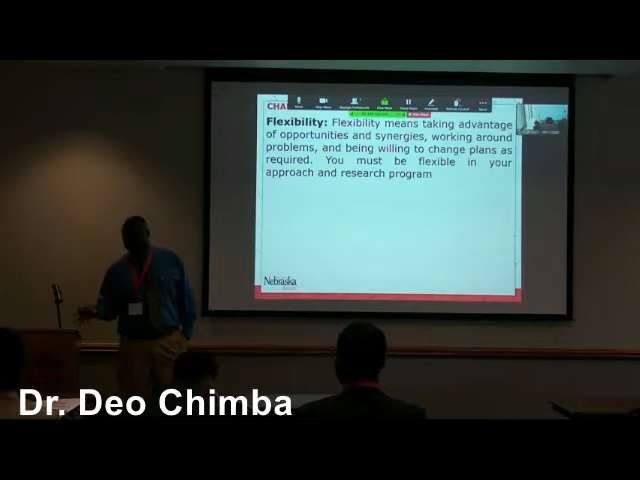 CHA
Flexibility: Flexibility means taking advantage
of opportunities and synergies, working around
problems, and being willing to change plans as
required. You must be flexible in your
approach and research program
Nebraska
Dr. Deo Chimba